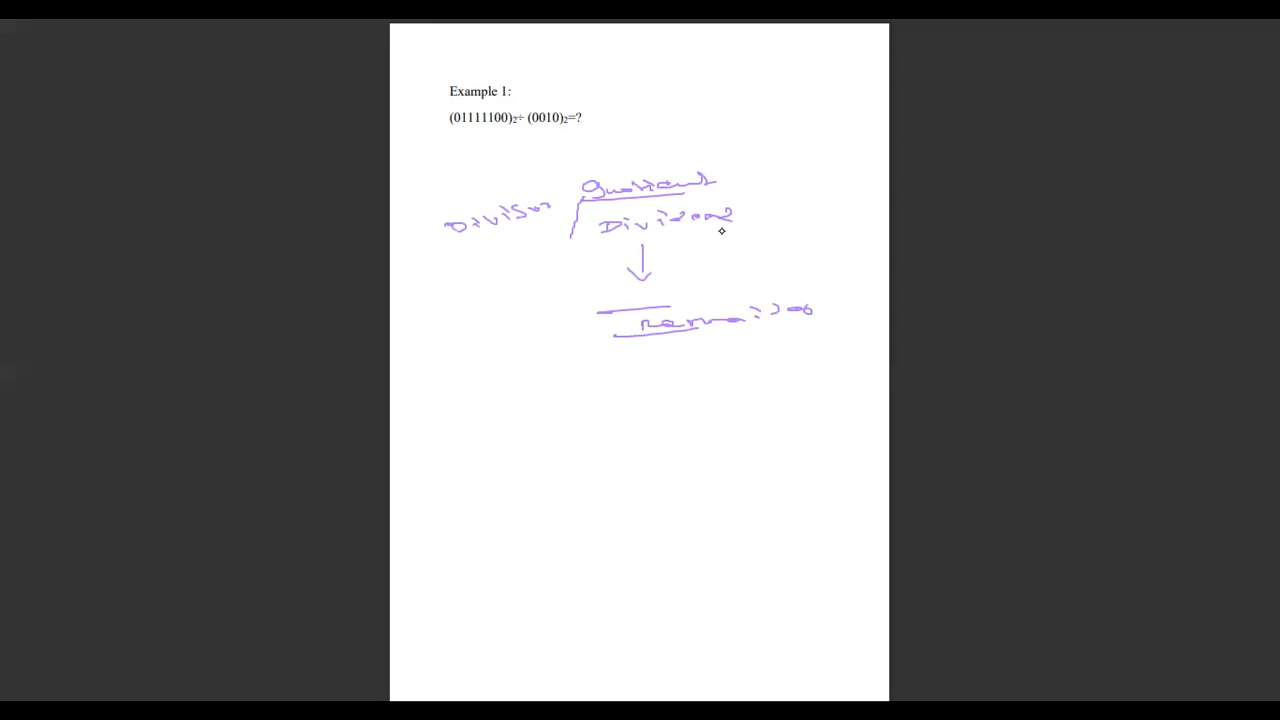 Example 1:
(01111100)₂÷ (0010)₂=?
Quotient
Divisor
Dividend
Remainder